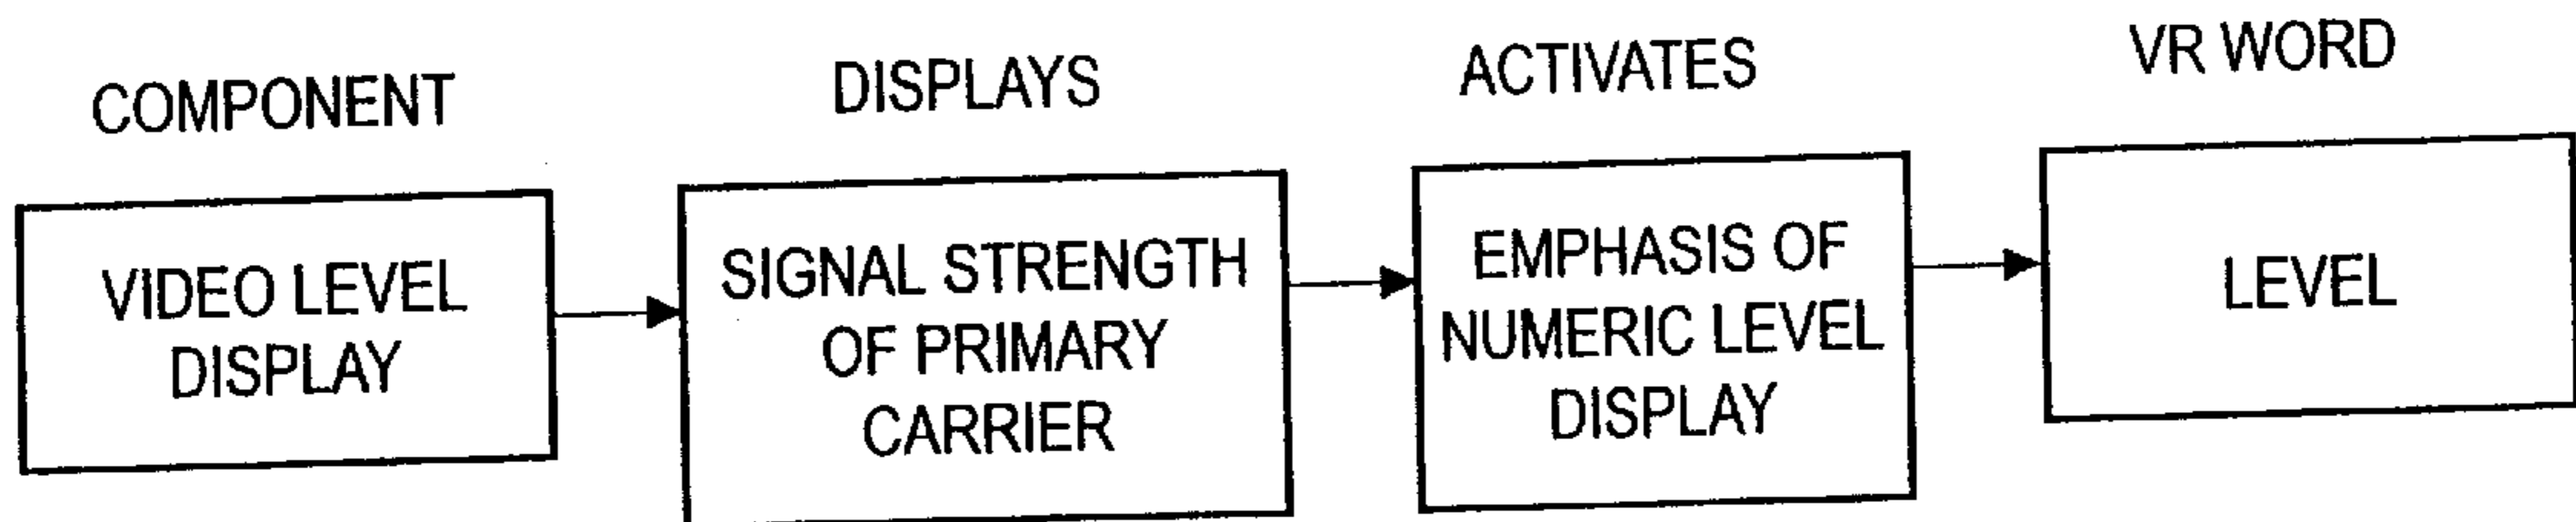 COMPONENT
DISPLAYS
ACTIVATES
VR WORD
VIDEO LEVEL
DISPLAY
SIGNAL STRENGTH
OF PRIMARY
CARRIER
EMPHASIS OF
NUMERIC LEVEL
DISPLAY
LEVEL